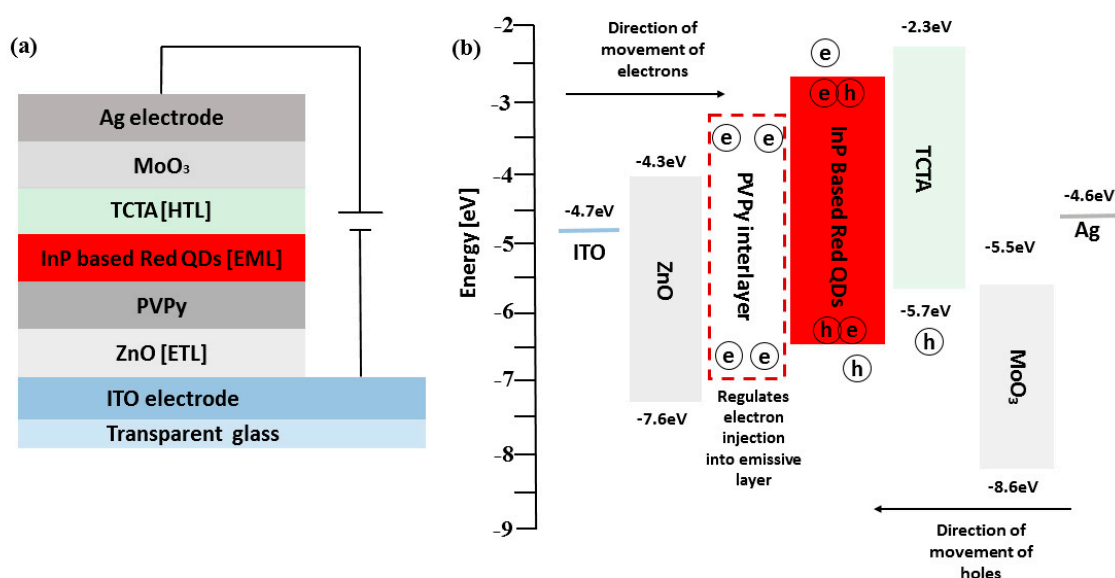 (a)
Ag electrode
MoO₃
TCTA [HTL]
InP based Red QDs [EML]
PVPy
ZnO [ETL]
ITO electrode
Transparent glass
(b)
Energy [eV]
-2
-3
-4
-5
-6
-7
-8
-9
Direction of
movement of
electrons
-4.7eV
ITO
-4.3eV
ZnO
-7.6eV
e e
PVPy interlayer
e e
Regulates
electron
injection
into emissive
layer
e
e h
InP Based Red QDs
h e
h
-2.3eV
TCTA
-5.7eV
h
-5.5eV
MoO₃
-8.6eV
-4.6eV
Ag
Direction of
movement of
holes